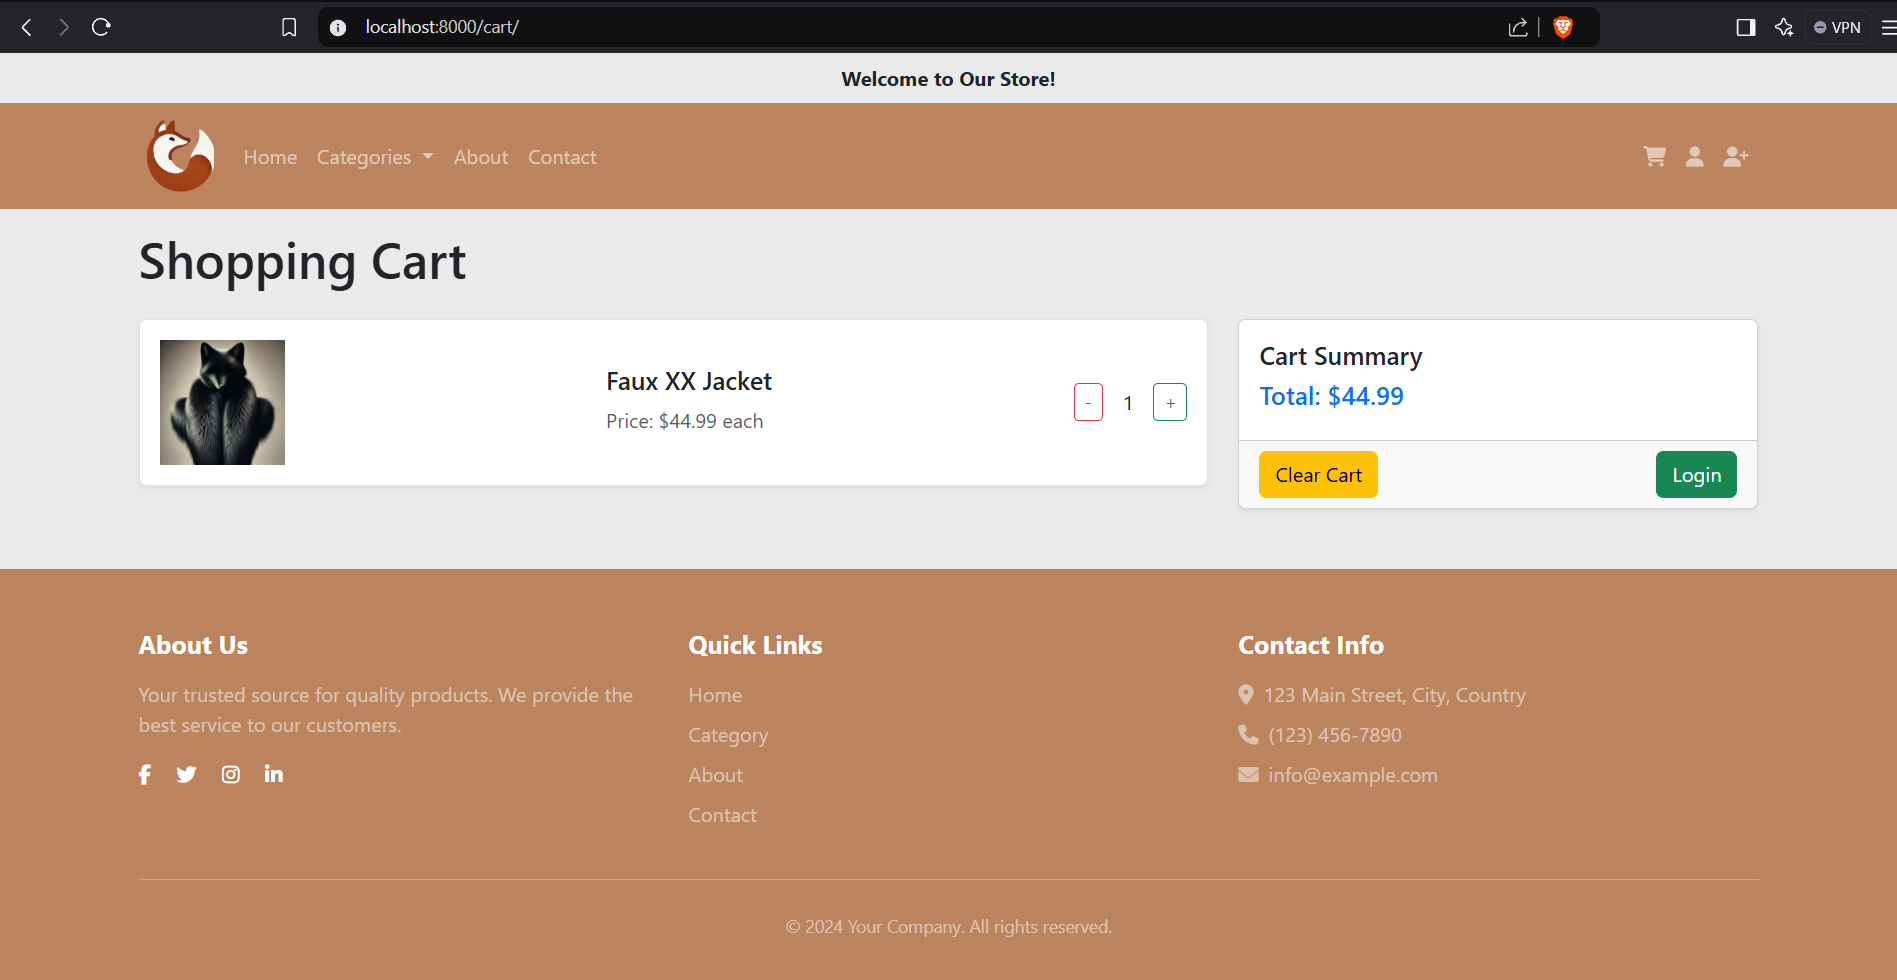 localhost:8000/cart/
VPN
Welcome to Our Store!
Home Categories About Contact
Shopping Cart
Faux XX Jacket
Price: $44.99 each
- 1 +
Cart Summary
Total: $44.99
Clear Cart Login
About Us
Your trusted source for quality products. We provide the
best service to our customers.
Quick Links
Home
Category
About
Contact
Contact Info
123 Main Street, City, Country
(123) 456-7890
info@example.com
© 2024 Your Company. All rights reserved.